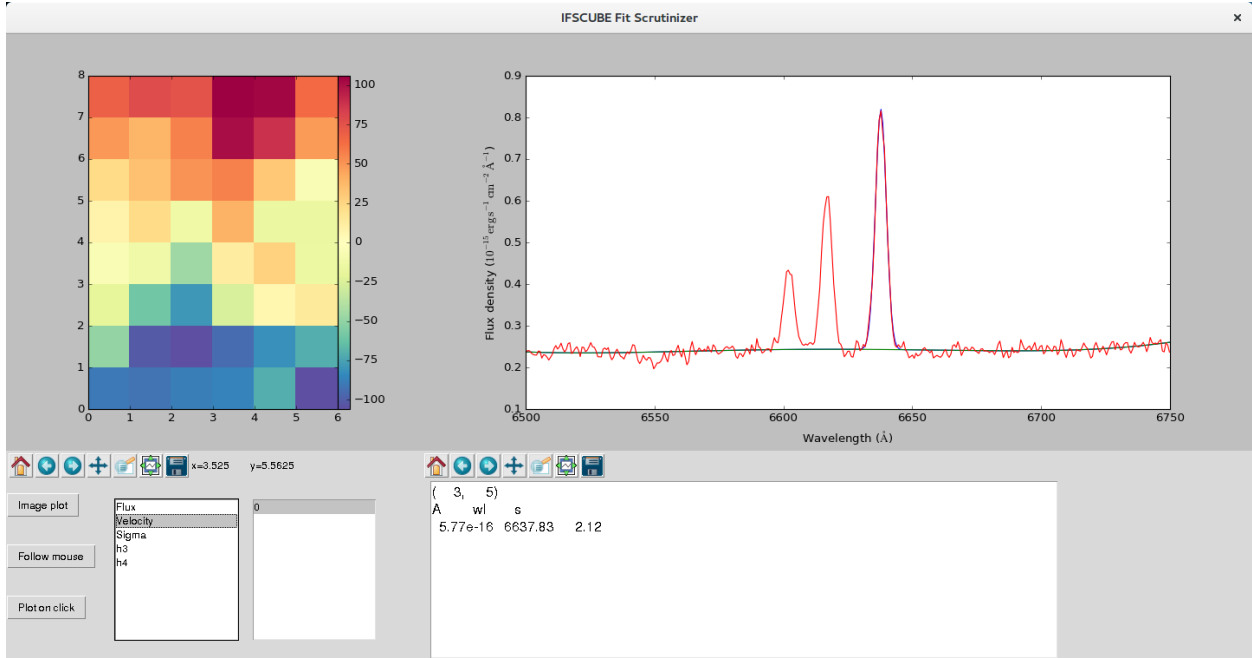 IFSCUBE Fit Scrutinizer
×
8
7
6
5
4
3
2
1
0
0 1 2 3 4 5 6
100
75
50
25
0
−25
−50
−75
−100
Flux density (10⁻¹⁵ erg s⁻¹ cm⁻² Å⁻¹)
0.9
0.8
0.7
0.6
0.5
0.4
0.3
0.2
0.1
6500 6550 6600 6650 6700 6750
Wavelength (Å)
x=3.525 y=5.5625
Image plot
Follow mouse
Plot on click
Flux
Velocity
Sigma
h3
h4
0
( 3, 5)
A wl s
5.77e-16 6637.83 2.12